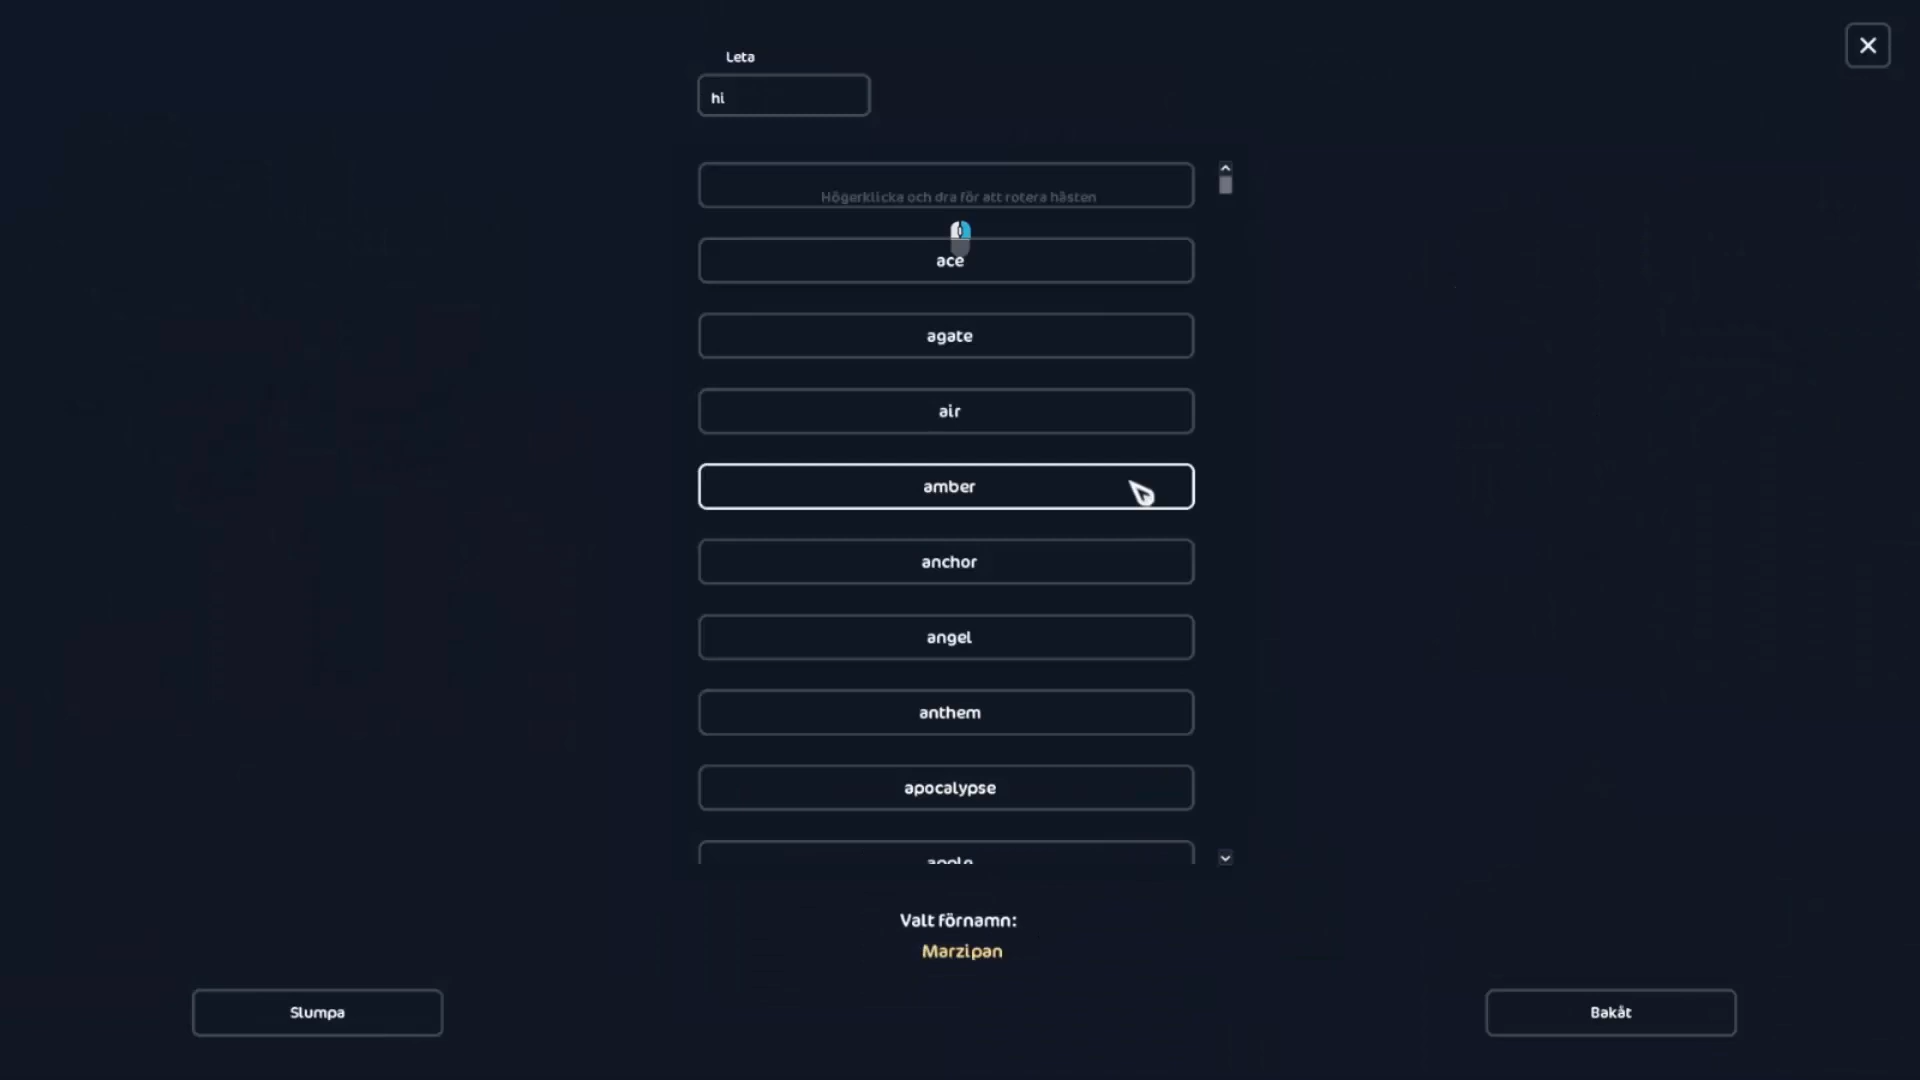 Leta
hi
Högerklicka och dra för att rotera hästen
ace
agate
air
amber
anchor
angel
anthem
apocalypse
apple
Valt förnamn:
Marzipan
Slumpa
Bakåt